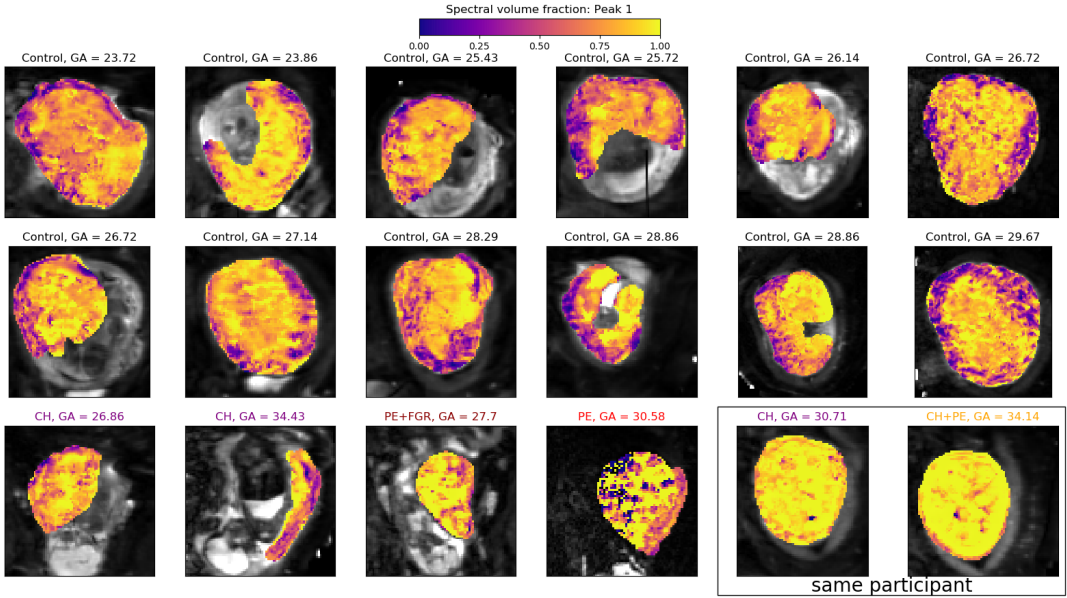 Spectral volume fraction: Peak 1
0.00 0.25 0.50 0.75 1.00
Control, GA = 23.72 Control, GA = 23.86 Control, GA = 25.43 Control, GA = 25.72 Control, GA = 26.14 Control, GA = 26.72
Control, GA = 26.72 Control, GA = 27.14 Control, GA = 28.29 Control, GA = 28.86 Control, GA = 28.86 Control, GA = 29.67
CH, GA = 26.86 CH, GA = 34.43 PE+FGR, GA = 27.7 PE, GA = 30.58 CH, GA = 30.71 CH+PE, GA = 34.14
same participant